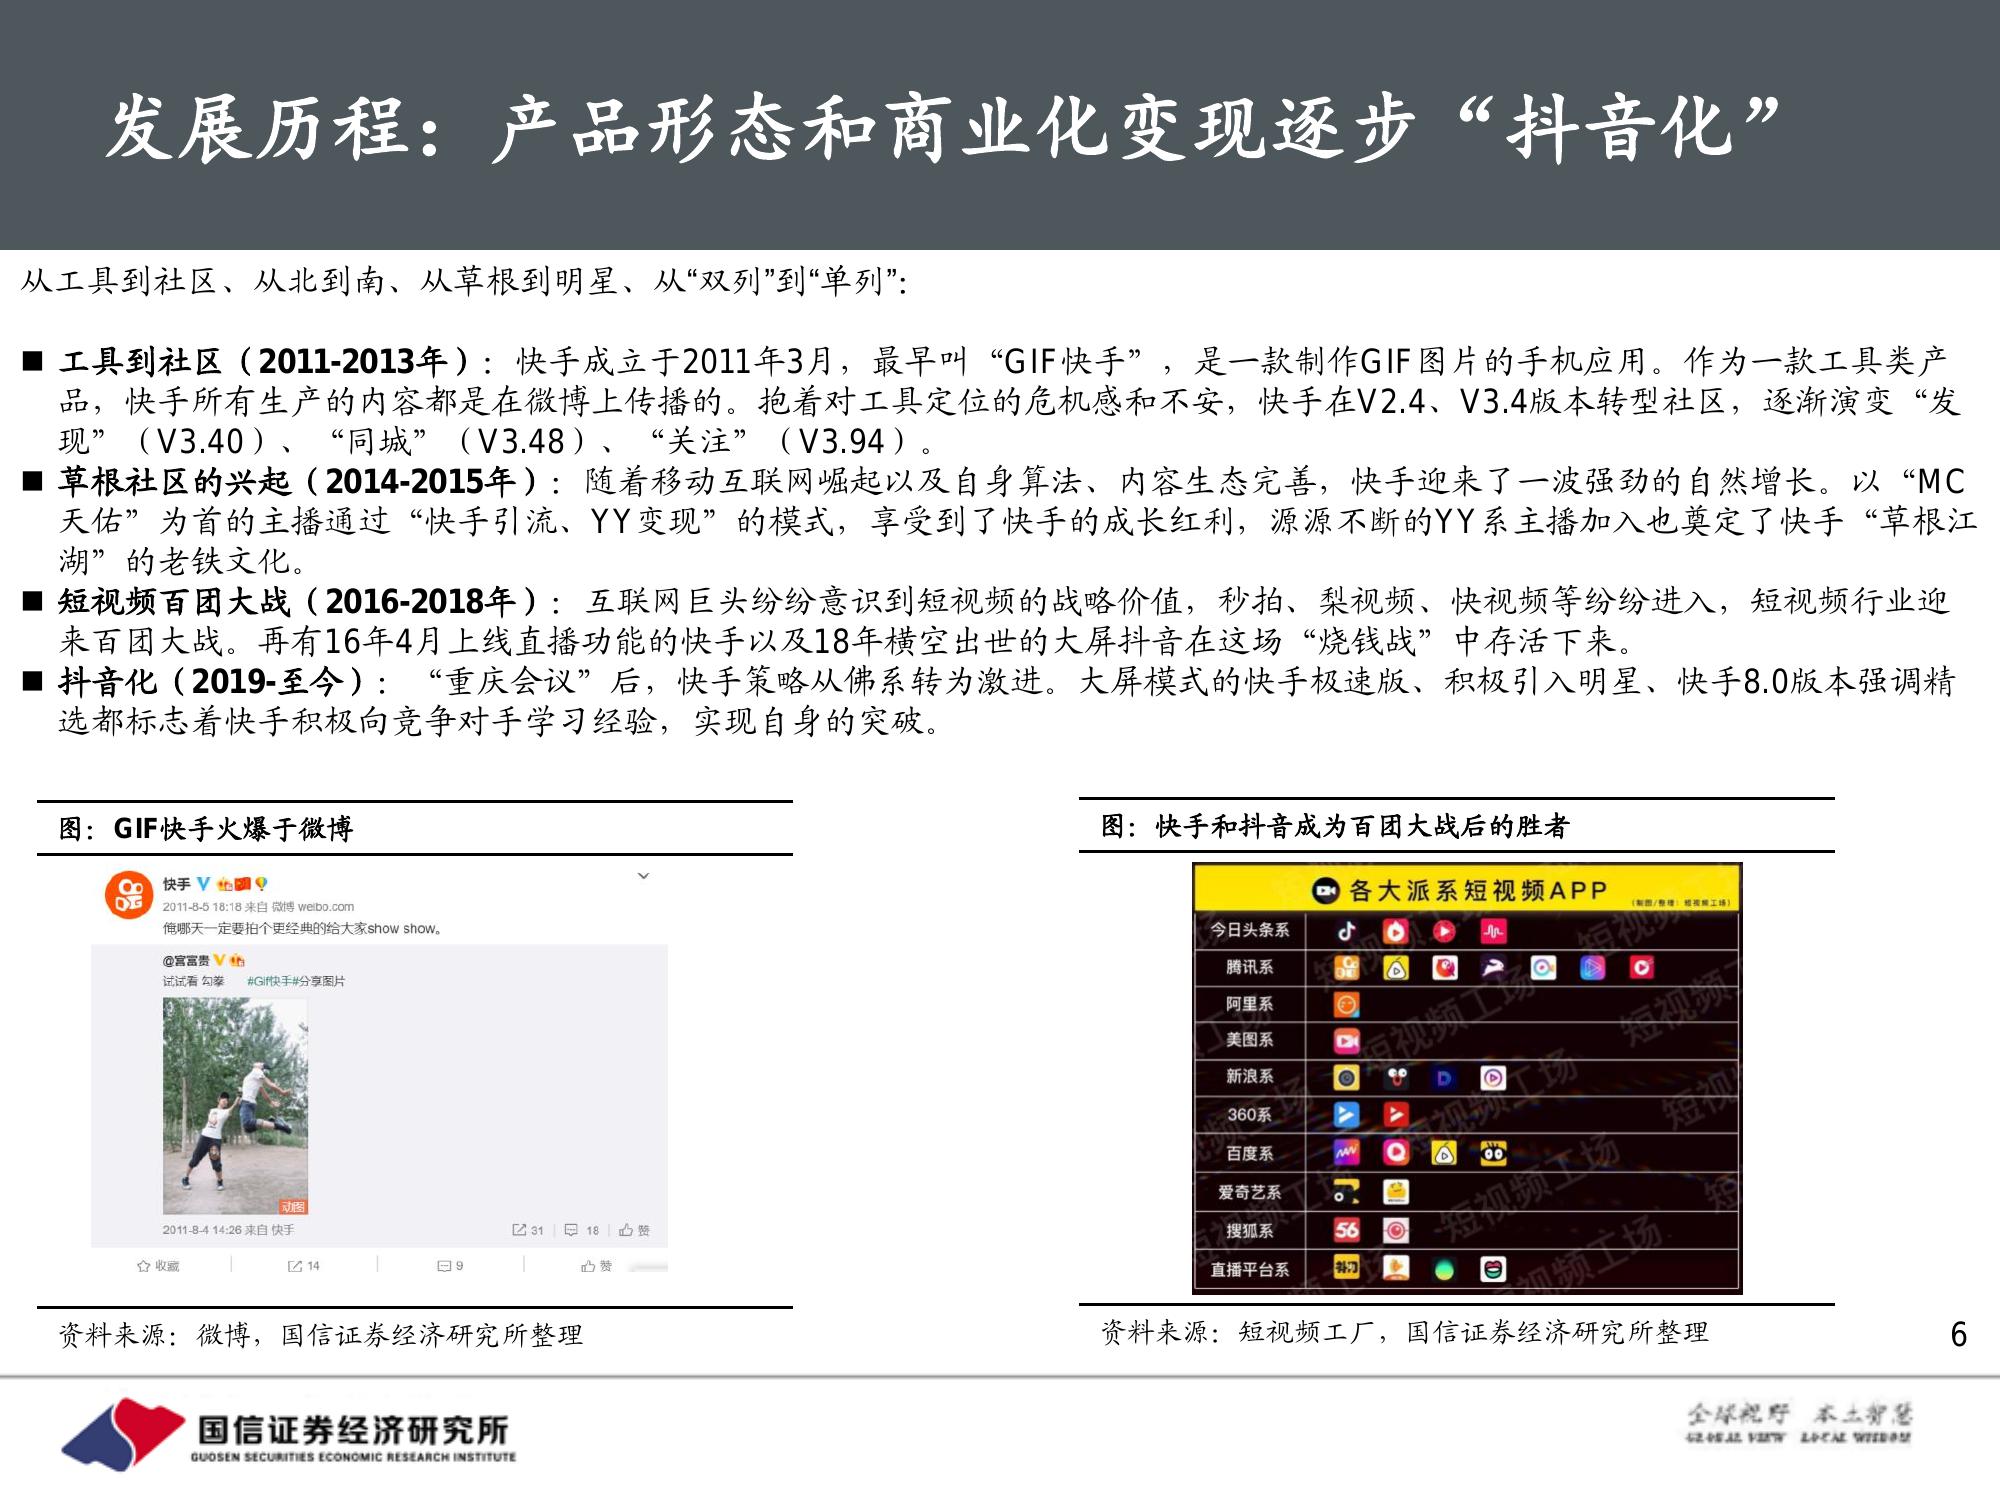 发展历程：产品形态和商业化变现逐步“抖音化”
从工具到社区、从北到南、从草根到明星、从“双列”到“单列”：
■ 工具到社区（2011-2013年）：快手成立于2011年3月，最早叫“GIF快手”，是一款制作GIF图片的手机应用。作为一款工具类产
品，快手所有生产的内容都是在微博上传播的。抱着对工具定位的危机感和不安，快手在V2.4、V3.4版本转型社区，逐渐演变“发
现”（V3.40）、“同城”（V3.48）、“关注”（V3.94）。
■ 草根社区的兴起（2014-2015年）：随着移动互联网崛起以及自身算法、内容生态完善，快手迎来了一波强劲的自然增长。以“MC
天佑”为首的主播通过“快手引流、YY变现”的模式，享受到了快手的成长红利，源源不断的YY系主播加入也奠定了快手“草根江
湖”的老铁文化。
■ 短视频百团大战（2016-2018年）：互联网巨头纷纷意识到短视频的战略价值，秒拍、梨视频、快视频等纷纷进入，短视频行业迎
来百团大战。再有16年4月上线直播功能的快手以及18年横空出世的大屏抖音在这场“烧钱战”中存活下来。
■ 抖音化（2019-至今）：“重庆会议”后，快手策略从佛系转为激进。大屏模式的快手极速版、积极引入明星、快手8.0版本强调精
选都标志着快手积极向竞争对手学习经验，实现自身的突破。
图：GIF快手火爆于微博
快手
2011-8-5 18:18 来自 微博 weibo.com
俺哪天一定要拍个更经典的给大家show show。
@宫富贵
试试看 勾拳 #Gif快手#分享图片
动图
2011-8-4 14:26 来自 快手 31 18 赞
收藏 14 9 赞
资料来源：微博，国信证券经济研究所整理
图：快手和抖音成为百团大战后的胜者
各大派系短视频APP
（制图/整理：短视频工场）
今日头条系
腾讯系
阿里系
美图系
新浪系
360系
百度系
爱奇艺系
搜狐系 56
直播平台系
短视频工场
资料来源：短视频工厂，国信证券经济研究所整理
6
国信证券经济研究所
GUOSEN SECURITIES ECONOMIC RESEARCH INSTITUTE
全球视野 本土智慧
GLOBAL VIEW LOCAL WISDOM